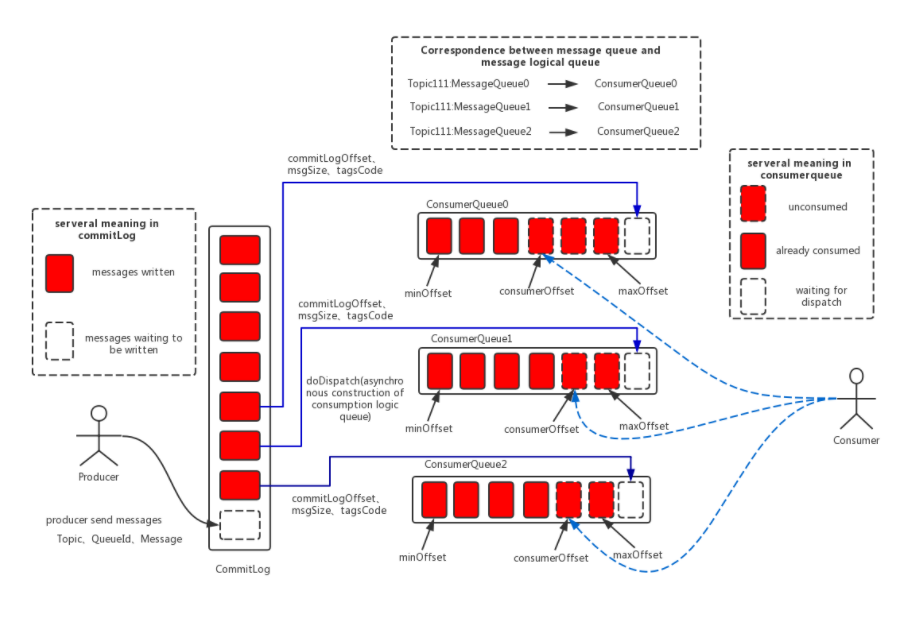 Correspondence between message queue and
message logical queue
Topic111:MessageQueue0
ConsumerQueue0
Topic111:MessageQueue1
ConsumerQueue1
Topic111:MessageQueue2
ConsumerQueue2
serveral meaning in
consumerqueue
unconsumed
already consumed
waiting for
dispatch
serveral meaning in
commitLog
messages written
messages waiting to
be written
commitLogOffset、
msgSize、tagsCode
ConsumerQueue0
minOffset
consumerOffset
maxOffset
commitLogOffset、
msgSize、tagsCode
ConsumerQueue1
doDispatch(asynchro
nous construction of
consumption logic
queue)
minOffset
consumerOffset
maxOffset
Consumer
Producer
ConsumerQueue2
commitLogOffset、
msgSize、tagsCode
minOffset
consumerOffset
maxOffset
producer send messages
Topic、QueueId、Message
CommitLog